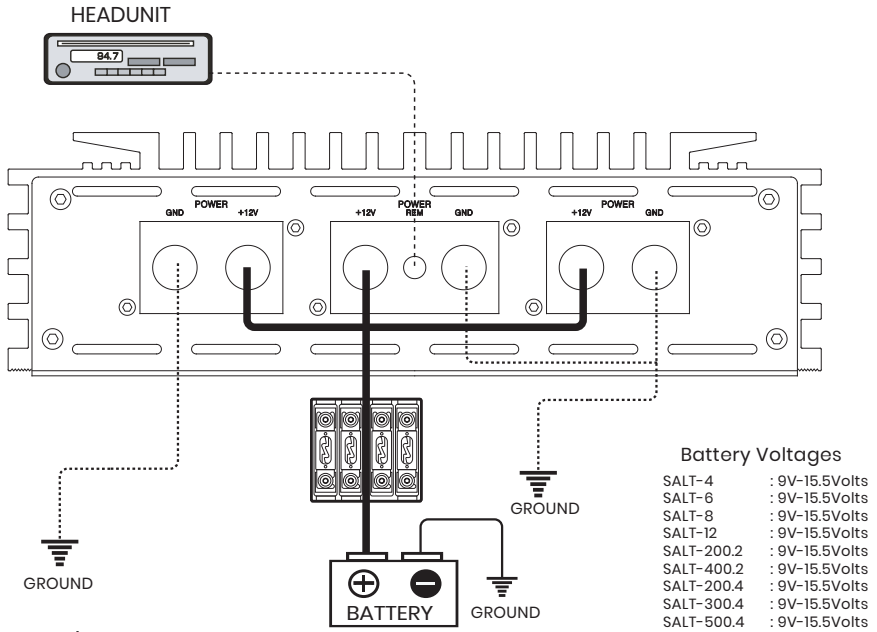 HEADUNIT
94.7
POWER
GND +12V
POWER
+12V REM GND
POWER
+12V GND
GROUND
GROUND
BATTERY
GROUND
Battery Voltages
SALT-4 : 9V-15.5Volts
SALT-6 : 9V-15.5Volts
SALT-8 : 9V-15.5Volts
SALT-12 : 9V-15.5Volts
SALT-200.2 : 9V-15.5Volts
SALT-400.2 : 9V-15.5Volts
SALT-200.4 : 9V-15.5Volts
SALT-300.4 : 9V-15.5Volts
SALT-500.4 : 9V-15.5Volts